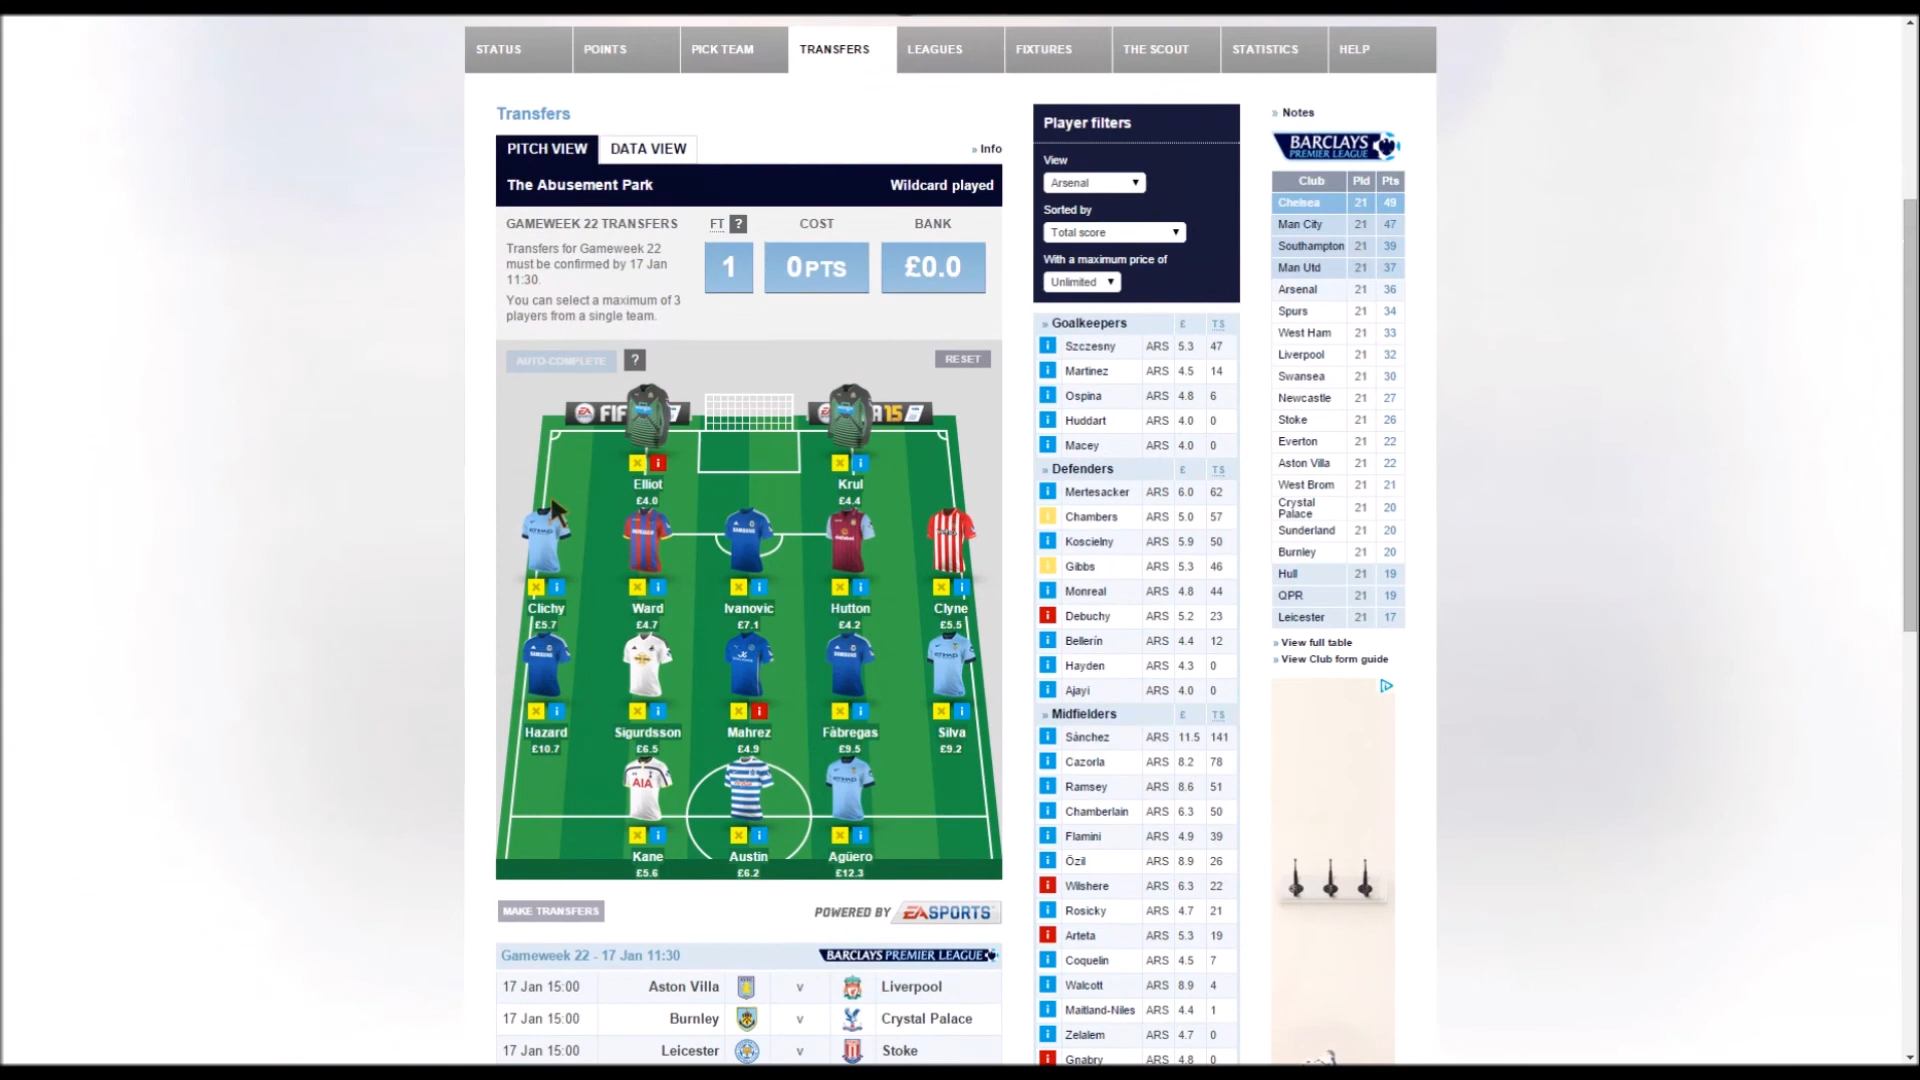 STATUS
POINTS
PICK TEAM
TRANSFERS
LEAGUES
FIXTURES
THE SCOUT
STATISTICS
HELP
Transfers
PITCH VIEW
DATA VIEW
» Info
The Abusement Park
Wildcard played
GAMEWEEK 22 TRANSFERS
Transfers for Gameweek 22
must be confirmed by 17 Jan
11:30.
You can select a maximum of 3
players from a single team.
FT ?
COST
BANK
1
0PTS
£0.0
AUTO-COMPLETE
?
RESET
Elliot
£4.0
Krul
£4.4
Clichy
£5.7
Ward
£4.7
Ivanovic
£7.1
Hutton
£4.2
Clyne
£5.5
Hazard
£10.7
Sigurdsson
£6.5
Mahrez
£4.9
Fàbregas
£9.5
Silva
£9.2
Kane
£5.6
Austin
£6.2
Agüero
£12.3
MAKE TRANSFERS
POWERED BY EA SPORTS
Gameweek 22 - 17 Jan 11:30
BARCLAYS PREMIER LEAGUE
17 Jan 15:00 Aston Villa v Liverpool
17 Jan 15:00 Burnley v Crystal Palace
17 Jan 15:00 Leicester v Stoke
Player filters
View
Arsenal
Sorted by
Total score
With a maximum price of
Unlimited
» Goalkeepers £ TS
Szczesny ARS 5.3 47
Martinez ARS 4.5 14
Ospina ARS 4.8 6
Huddart ARS 4.0 0
Macey ARS 4.0 0
» Defenders £ TS
Mertesacker ARS 6.0 62
Chambers ARS 5.0 57
Koscielny ARS 5.9 50
Gibbs ARS 5.3 46
Monreal ARS 4.8 44
Debuchy ARS 5.2 23
Bellerín ARS 4.4 12
Hayden ARS 4.3 0
Ajayi ARS 4.0 0
» Midfielders £ TS
Sánchez ARS 11.5 141
Cazorla ARS 8.2 78
Ramsey ARS 8.6 51
Chamberlain ARS 6.3 50
Flamini ARS 4.9 39
Özil ARS 8.9 26
Wilshere ARS 6.3 22
Rosicky ARS 4.7 21
Arteta ARS 5.3 19
Coquelin ARS 4.5 7
Walcott ARS 8.9 4
Maitland-Niles ARS 4.4 1
Zelalem ARS 4.7 0
Gnabry ARS 4.8 0
» Notes
BARCLAYS
PREMIER LEAGUE
Club Pld Pts
Chelsea 21 49
Man City 21 47
Southampton 21 39
Man Utd 21 37
Arsenal 21 36
Spurs 21 34
West Ham 21 33
Liverpool 21 32
Swansea 21 30
Newcastle 21 27
Stoke 21 26
Everton 21 22
Aston Villa 21 22
West Brom 21 21
Crystal
Palace 21 20
Sunderland 21 20
Burnley 21 20
Hull 21 19
QPR 21 19
Leicester 21 17
» View full table
» View Club form guide